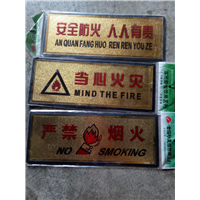 安全防火 人人有责
AN QUAN FANG HUO REN REN YOU ZE
当心火灾
MIND THE FIRE
严禁 烟火
NO SMOKING